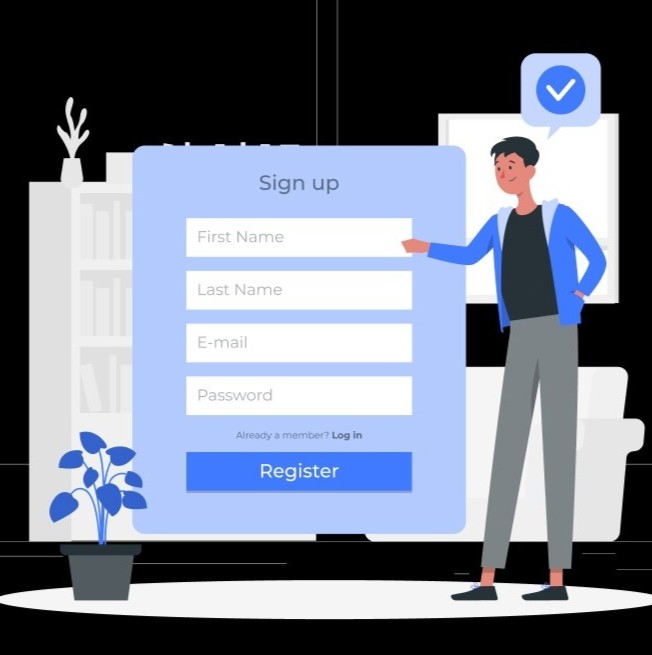 Sign up
First Name
Last Name
E-mail
Password
Already a member? Log in
Register